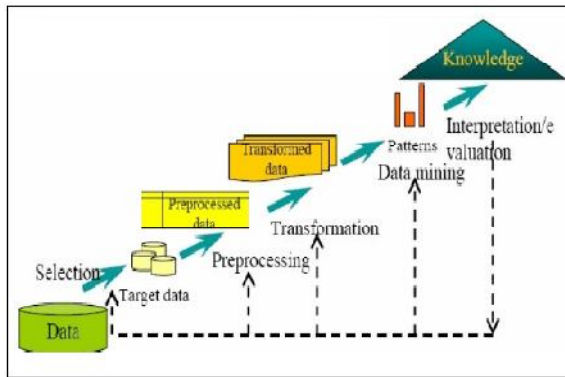 Knowledge
Interpretation/e
valuation
Patterns
Data mining
Transformed
data
Transformation
Preprocessed
data
Preprocessing
Selection
Target data
Data